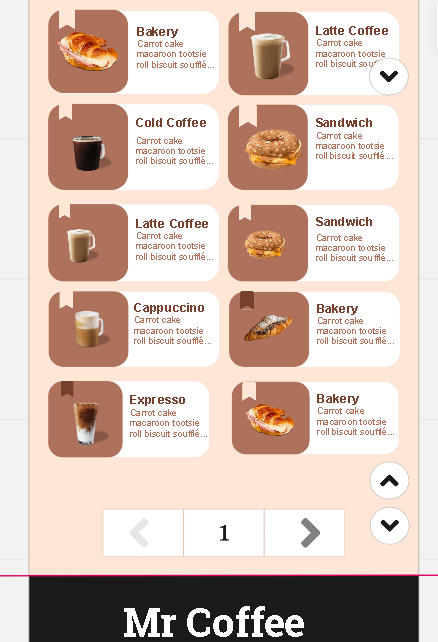 Bakery
Carrot cake
macaroon tootsie
roll biscuit soufflé...
Latte Coffee
Carrot cake
macaroon tootsie
roll biscuit souffl
Cold Coffee
Carrot cake
macaroon tootsie
roll biscuit soufflé...
Sandwich
Carrot cake
macaroon tootsie
roll biscuit soufflé...
Latte Coffee
Carrot cake
macaroon tootsie
roll biscuit soufflé...
Sandwich
Carrot cake
macaroon tootsie
roll biscuit soufflé...
Cappuccino
Carrot cake
macaroon tootsie
roll biscuit soufflé...
Bakery
Carrot cake
macaroon tootsie
roll biscuit soufflé...
Expresso
Carrot cake
macaroon tootsie
roll biscuit soufflé...
Bakery
Carrot cake
macaroon tootsie
roll biscuit soufflé...
1
Mr Coffee